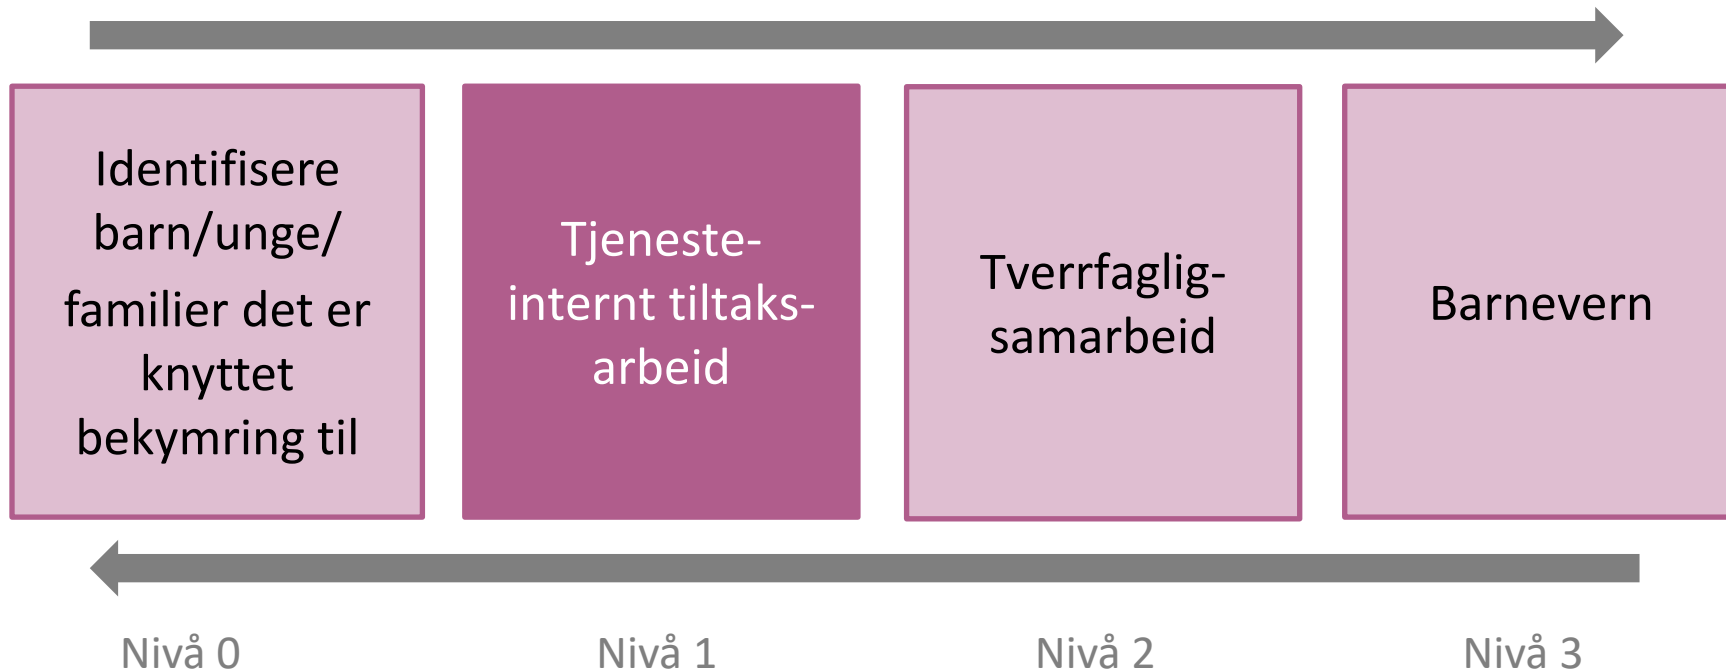 Identifisere
barn/unge/
familier det er
knyttet
bekymring til
Tjeneste-
internt tiltaks-
arbeid
Tverrfaglig-
samarbeid
Barnevern
Nivå 0
Nivå 1
Nivå 2
Nivå 3